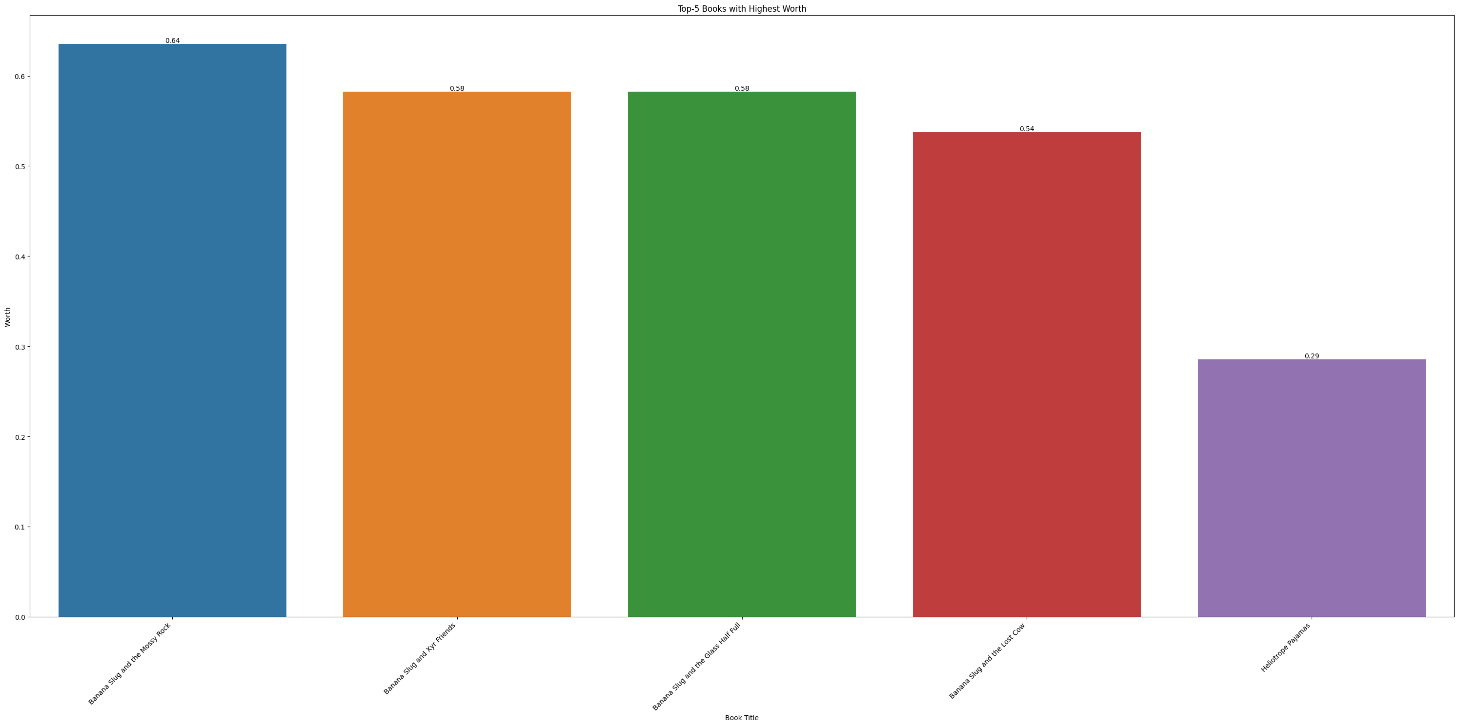 Top-5 Books with Highest Worth
0.64
0.58
0.58
0.54
0.29
0.6
0.5
0.4
0.3
0.2
0.1
0.0
Worth
Banana Slug and the Mossy Rock
Banana Slug and Xyr Friends
Banana Slug and the Glass Half Full
Banana Slug and the Lost Cow
Heliotrope Pajamas
Book Title